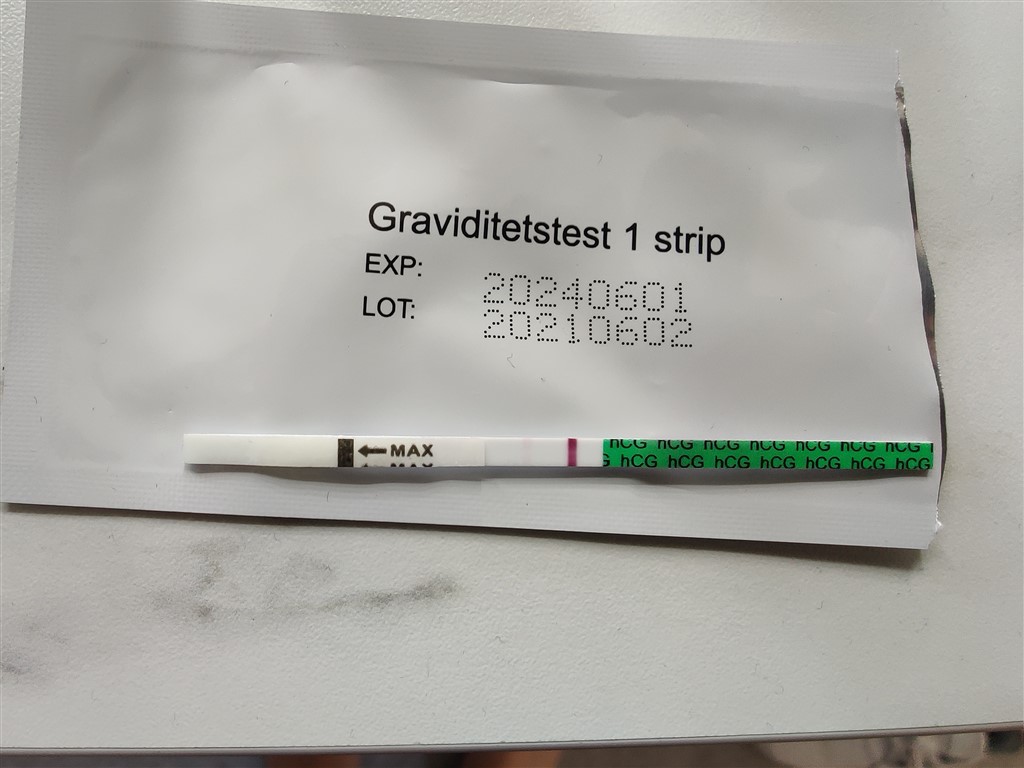 Graviditetstest 1 strip
EXP: 20240601
LOT: 20210602
MAX
MAX
hCG hCG hCG hCG hCG hCG
hCG hCG hCG hCG hCG hCG hCG